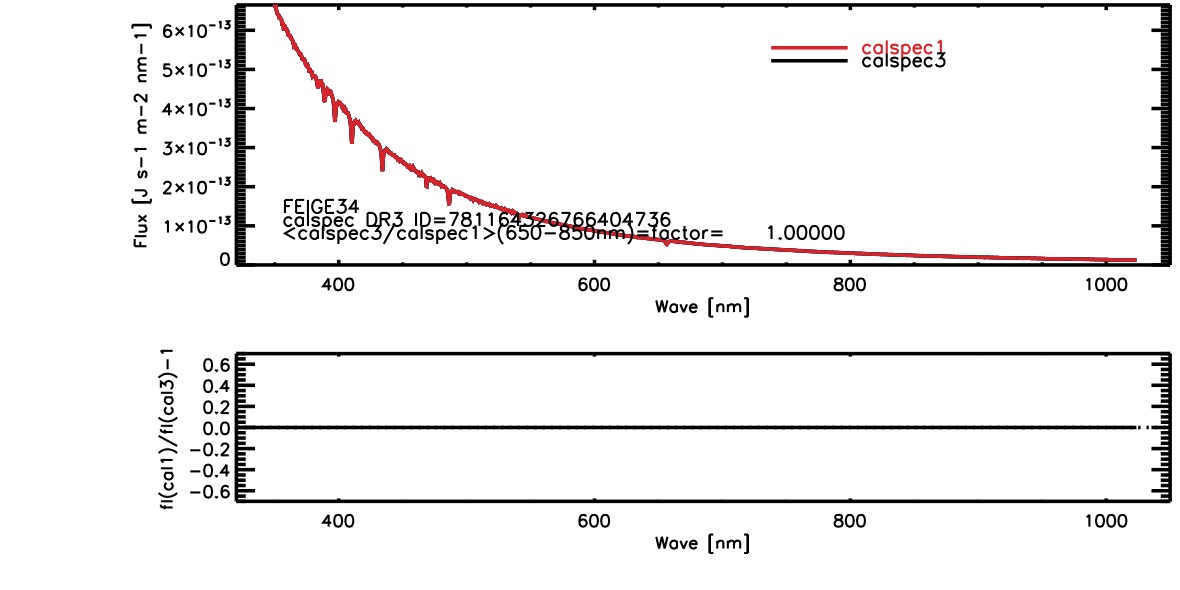 6×10⁻¹³
5×10⁻¹³
4×10⁻¹³
3×10⁻¹³
2×10⁻¹³
1×10⁻¹³
0
Flux [J s−1 m−2 nm−1]
calspec1
calspec3
FEIGE34
calspec DR3 ID=781164326766404736
<calspec3/calspec1>(650−850nm)=factor= 1.00000
400 600 800 1000
Wave [nm]
0.6
0.4
0.2
0.0
−0.2
−0.4
−0.6
fl(cal1)/fl(cal3)−1
400 600 800 1000
Wave [nm]